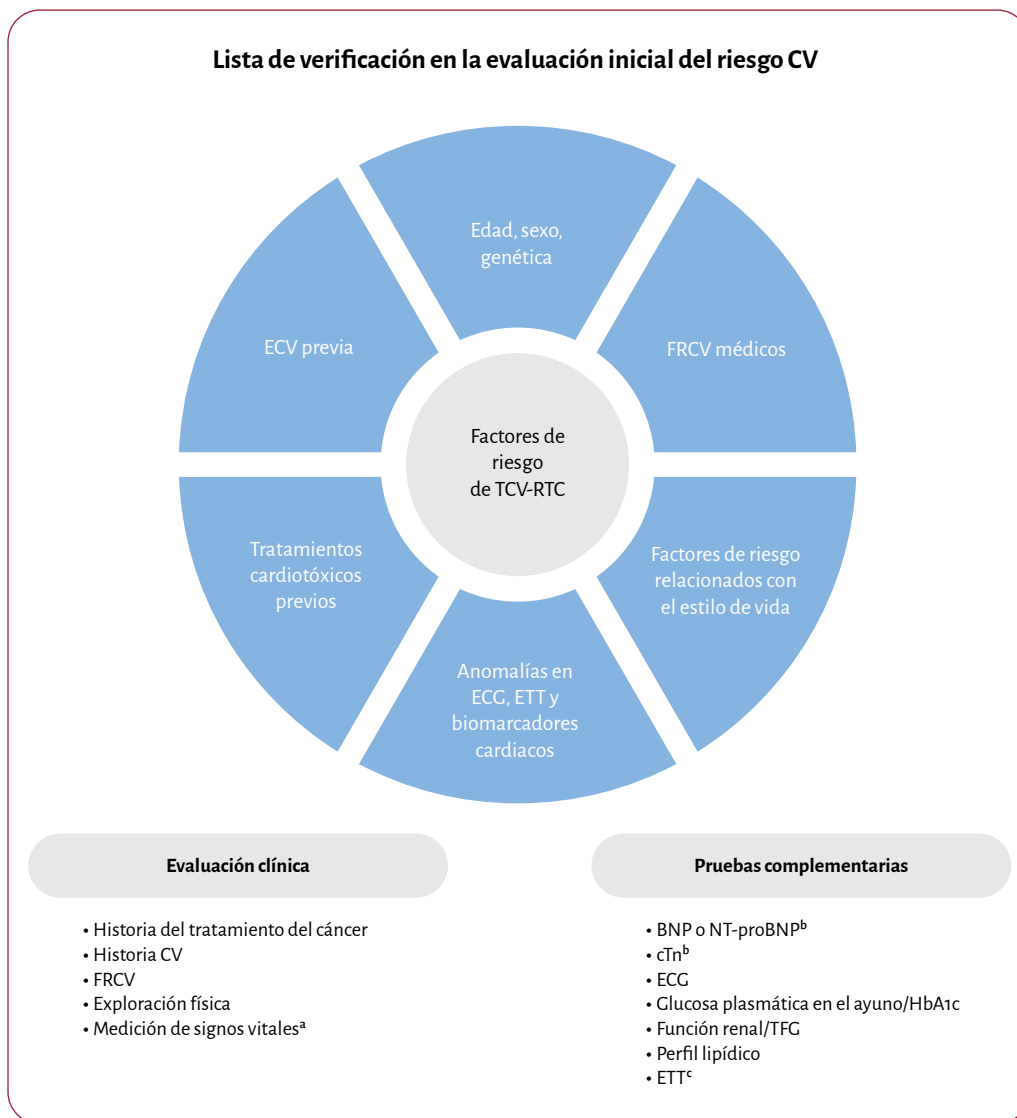 Lista de verificación en la evaluación inicial del riesgo CV
Edad, sexo,
genética
ECV previa
FRCV médicos
Factores de
riesgo
de TCV-RTC
Tratamientos
cardiotóxicos
previos
Factores de riesgo
relacionados con
el estilo de vida
Anomalías en
ECG, ETT y
biomarcadores
cardiacos
Evaluación clínica
• Historia del tratamiento del cáncer
• Historia CV
• FRCV
• Exploración física
• Medición de signos vitalesᵃ
Pruebas complementarias
• BNP o NT-proBNPᵇ
• cTnᵇ
• ECG
• Glucosa plasmática en el ayuno/HbA1c
• Función renal/TFG
• Perfil lipídico
• ETTᶜ